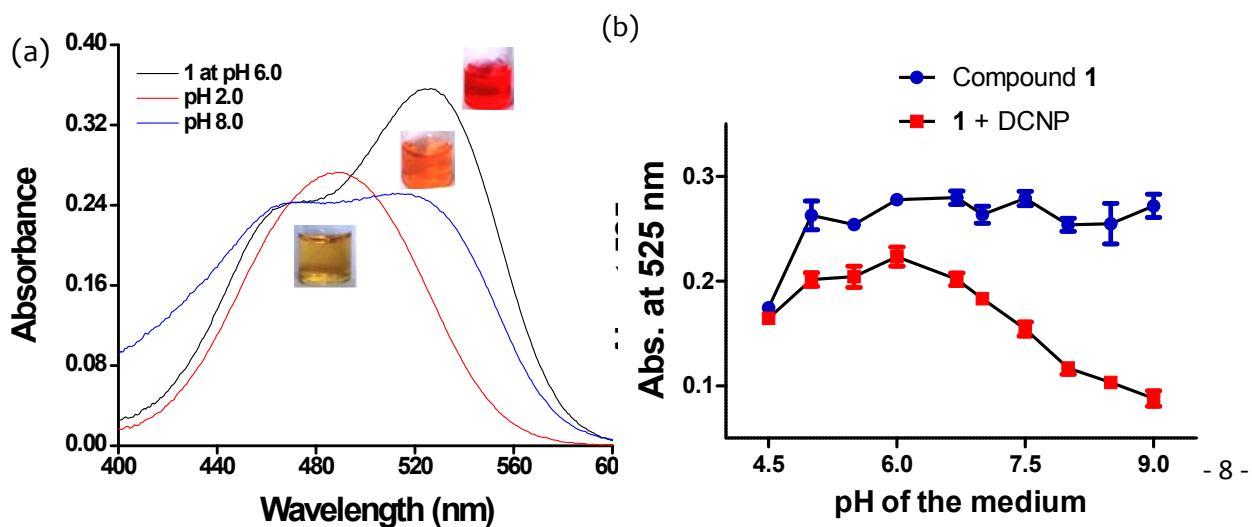 (a)
0.40
0.32
0.24
0.16
0.08
0.00
Absorbance
1 at pH 6.0
pH 2.0
pH 8.0
400 440 480 520 560 600
Wavelength (nm)
(b)
Compound 1
1 + DCNP
0.3
0.2
0.1
Abs. at 525 nm
4.5 6.0 7.5 9.0
pH of the medium
- 8 -